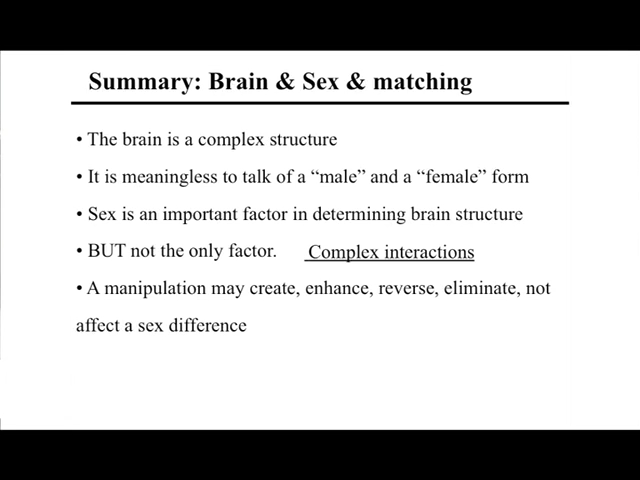 Summary: Brain & Sex & matching
• The brain is a complex structure
• It is meaningless to talk of a “male” and a “female” form
• Sex is an important factor in determining brain structure
• BUT not the only factor. Complex interactions
• A manipulation may create, enhance, reverse, eliminate, not
affect a sex difference